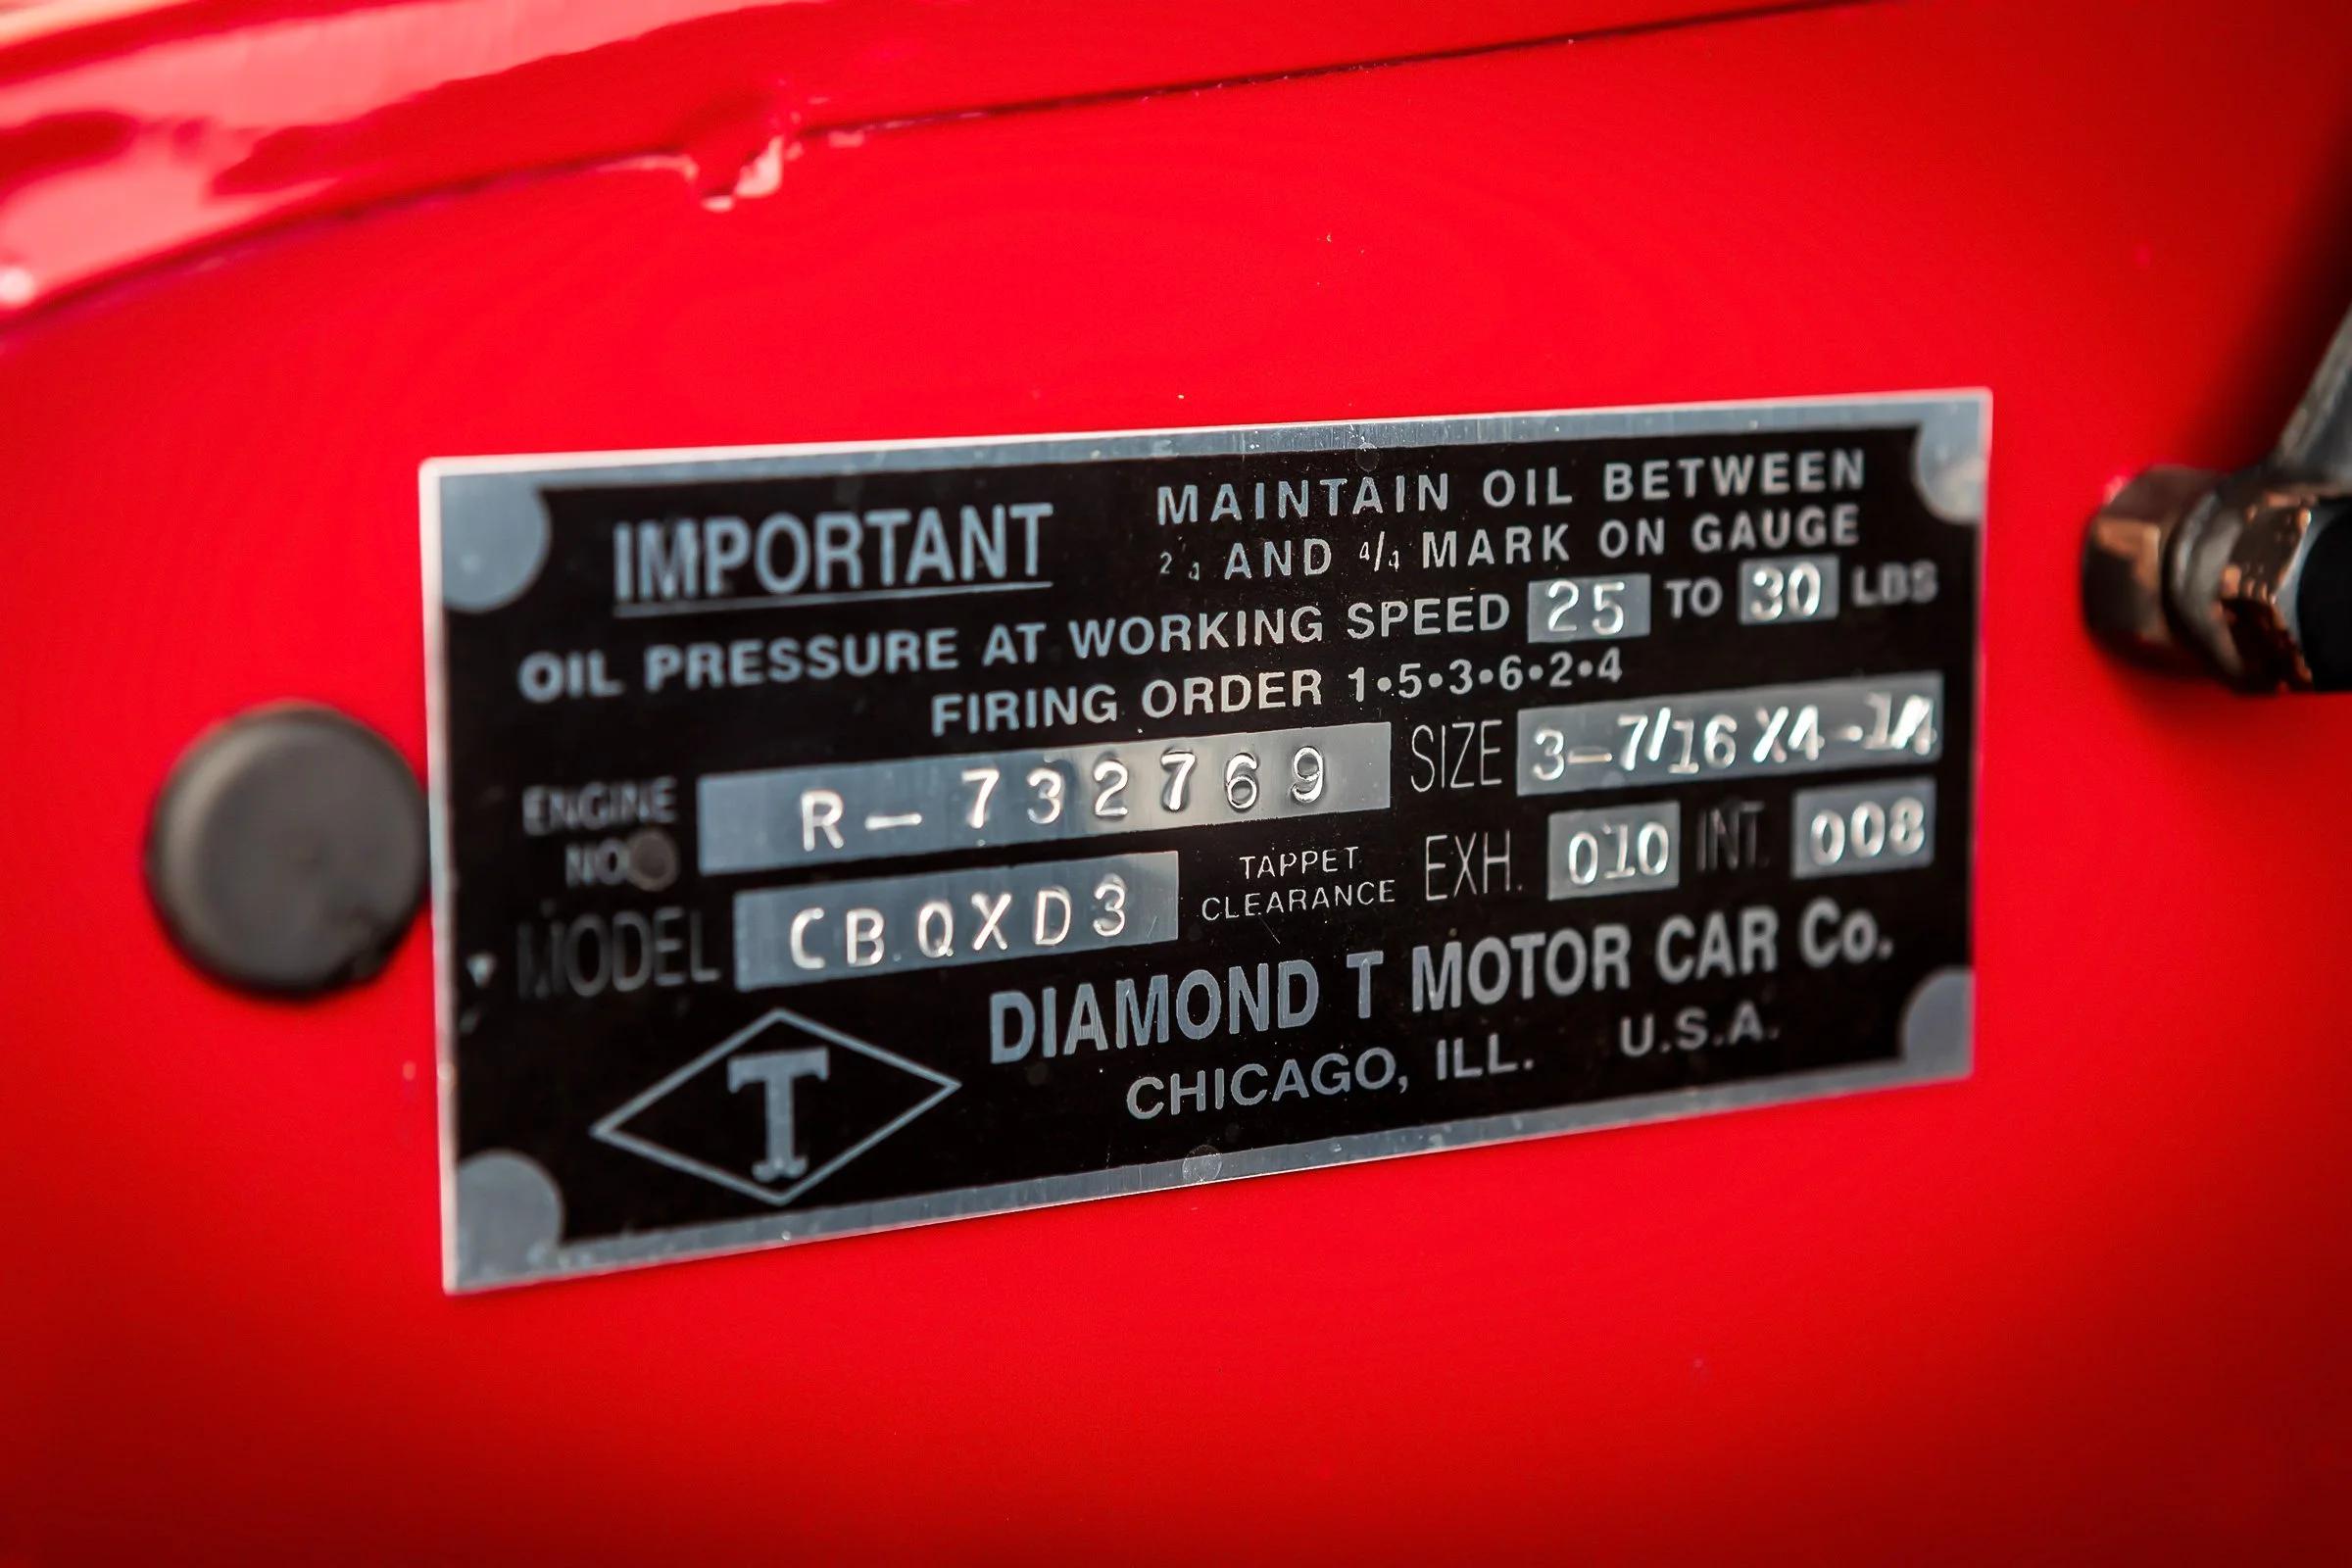 IMPORTANT
MAINTAIN OIL BETWEEN
AND 4/4 MARK ON GAUGE
OIL PRESSURE AT WORKING SPEED 25 TO 30 LBS
FIRING ORDER 1•5•3•6•2•4
ENGINE NO. R-732769 SIZE 3-7/16 X4-1/4
MODEL CBQXD3 TAPPET CLEARANCE EXH. 010 INT. 008
T
DIAMOND T MOTOR CAR Co.
CHICAGO, ILL. U.S.A.